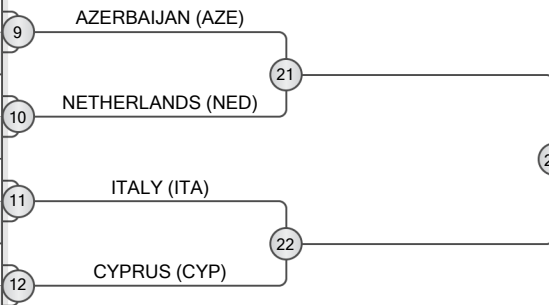 AZERBAIJAN (AZE)
9
21
NETHERLANDS (NED)
10
ITALY (ITA)
11
22
CYPRUS (CYP)
12